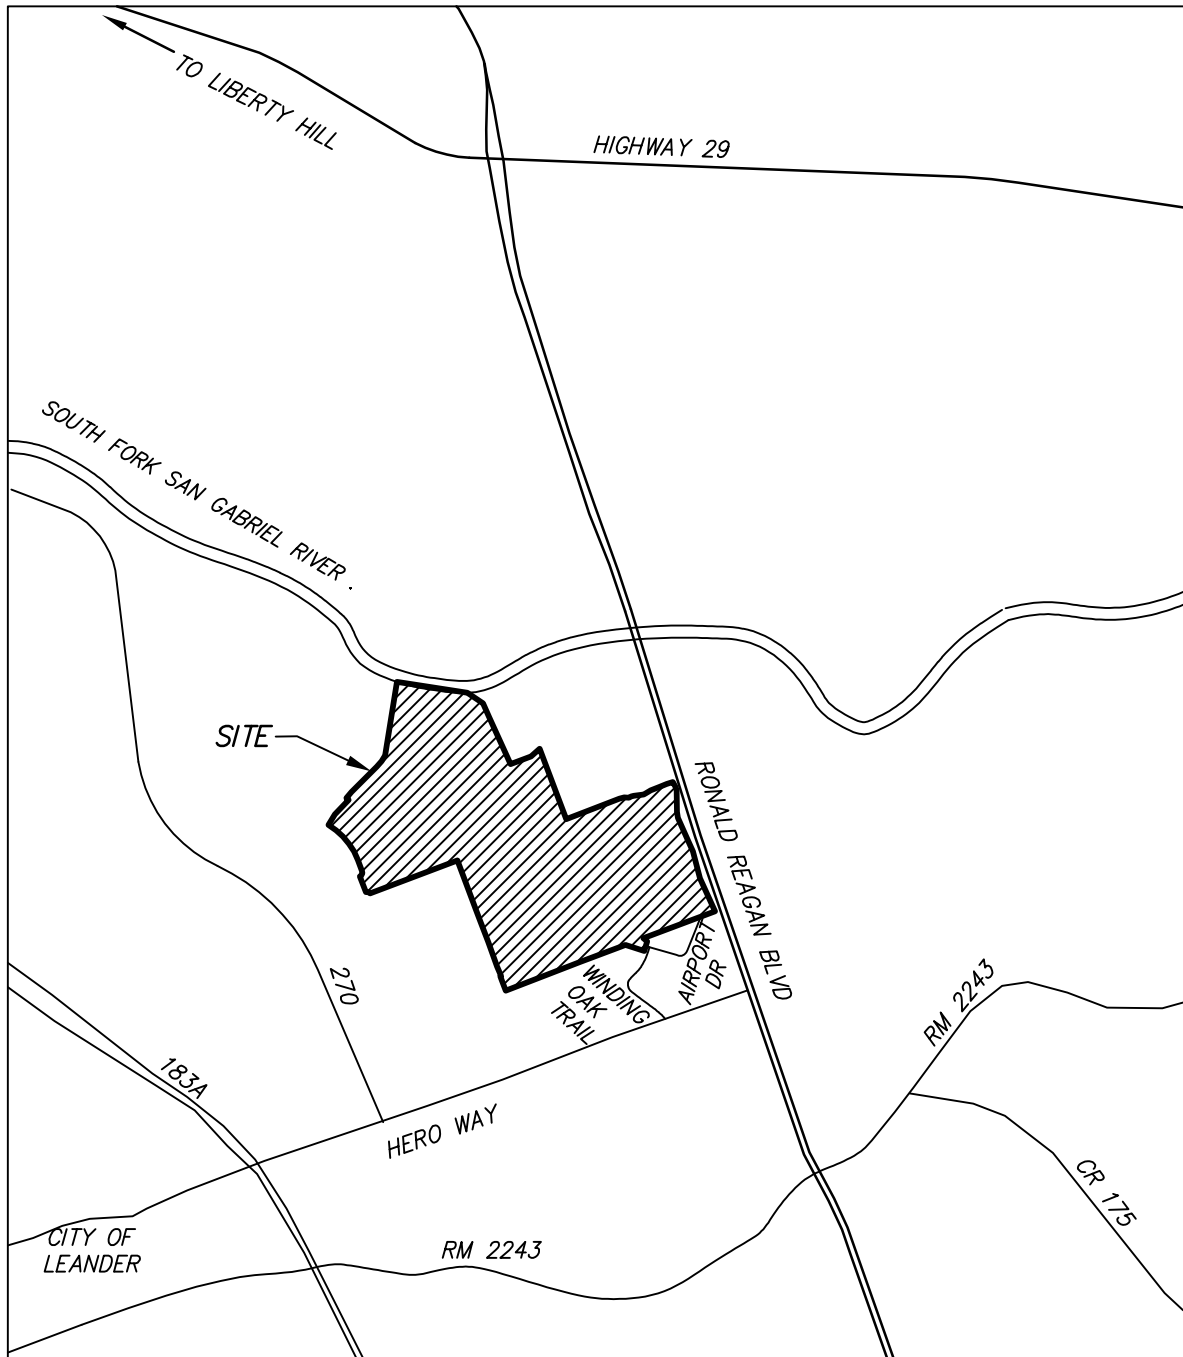 TO LIBERTY HILL
HIGHWAY 29
SOUTH FORK SAN GABRIEL RIVER .
SITE
RONALD REAGAN BLVD
AIRPORT
DR
WINDING
OAK
TRAIL
270
RM 2243
183A
HERO WAY
CR 175
CITY OF
LEANDER
RM 2243